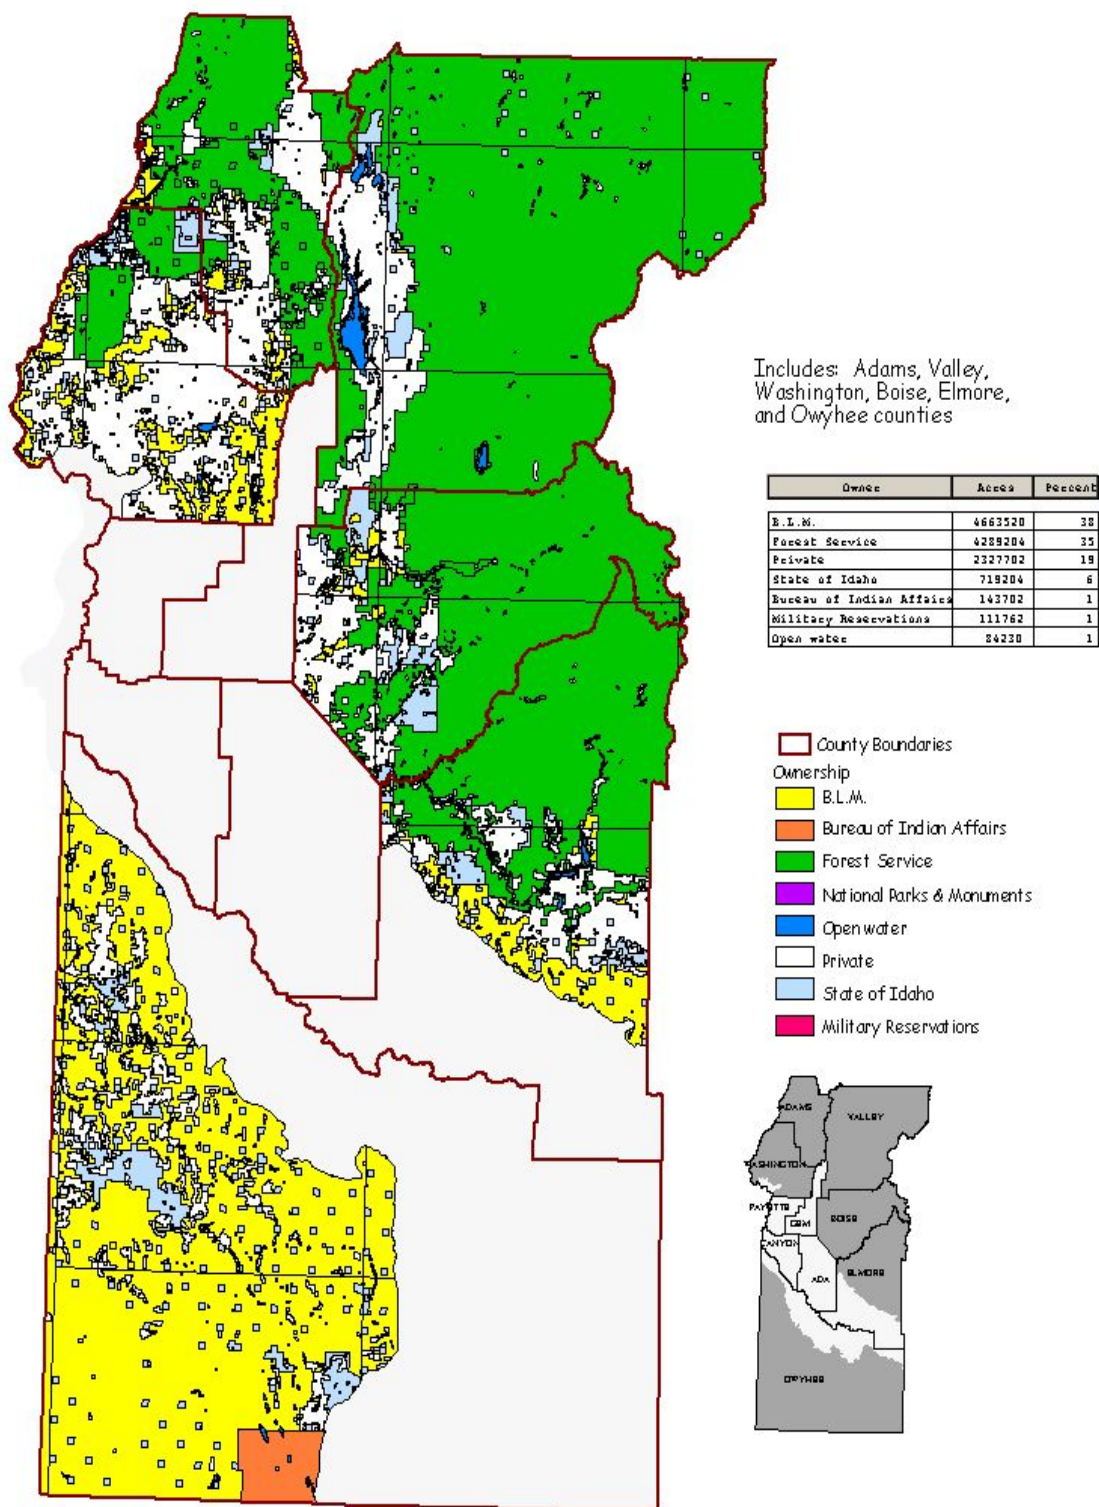 Includes: Adams, Valley,
Washington, Boise, Elmore,
and Owyhee counties
Owner Acres Percent
B.L.M. 4663520 38
Forest Service 4289204 35
Private 2327702 19
State of Idaho 719204 6
Bureau of Indian Affairs 143702 1
Military Reservations 111762 1
Open water 84230 1
County Boundaries
Ownership
B.L.M.
Bureau of Indian Affairs
Forest Service
National Parks & Monuments
Open water
Private
State of Idaho
Military Reservations
ADAMS
VALLEY
WASHINGTON
PAYETTE
GEM
BOISE
CANYON
ADA
ELMORE
OWYHEE